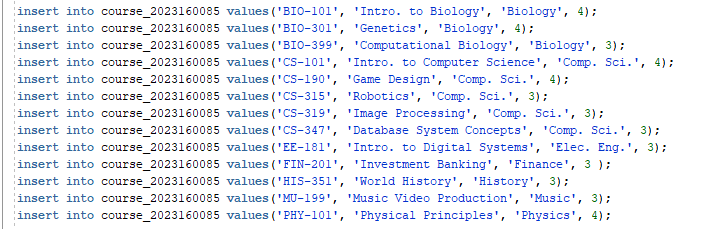 insert into course_2023160085 values('BIO-101', 'Intro. to Biology', 'Biology', 4);
insert into course_2023160085 values('BIO-301', 'Genetics', 'Biology', 4);
insert into course_2023160085 values('BIO-399', 'Computational Biology', 'Biology', 3);
insert into course_2023160085 values('CS-101', 'Intro. to Computer Science', 'Comp. Sci.', 4);
insert into course_2023160085 values('CS-190', 'Game Design', 'Comp. Sci.', 4);
insert into course_2023160085 values('CS-315', 'Robotics', 'Comp. Sci.', 3);
insert into course_2023160085 values('CS-319', 'Image Processing', 'Comp. Sci.', 3);
insert into course_2023160085 values('CS-347', 'Database System Concepts', 'Comp. Sci.', 3);
insert into course_2023160085 values('EE-181', 'Intro. to Digital Systems', 'Elec. Eng.', 3);
insert into course_2023160085 values('FIN-201', 'Investment Banking', 'Finance', 3 );
insert into course_2023160085 values('HIS-351', 'World History', 'History', 3);
insert into course_2023160085 values('MU-199', 'Music Video Production', 'Music', 3);
insert into course_2023160085 values('PHY-101', 'Physical Principles', 'Physics', 4);